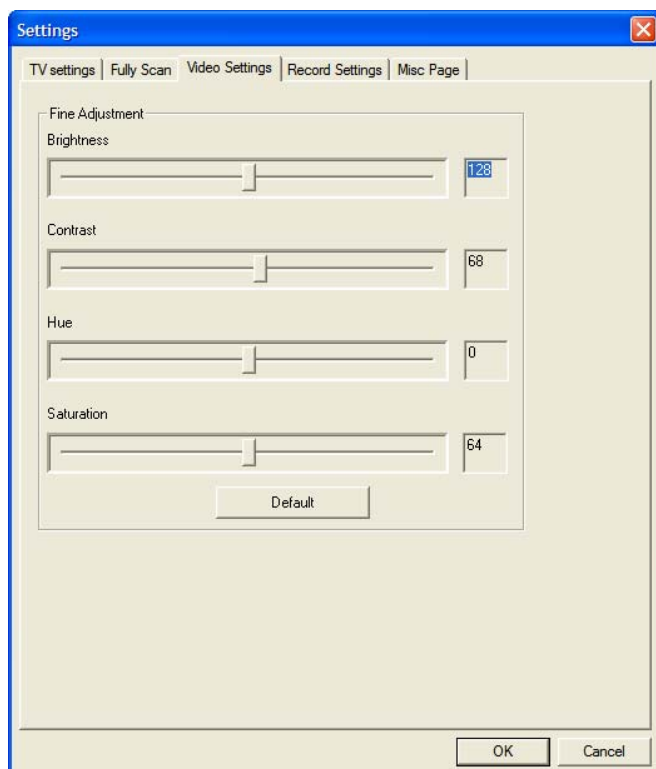 Settings
TV settings Fully Scan Video Settings Record Settings Misc Page
Fine Adjustment
Brightness
128
Contrast
68
Hue
0
Saturation
64
Default
OK Cancel